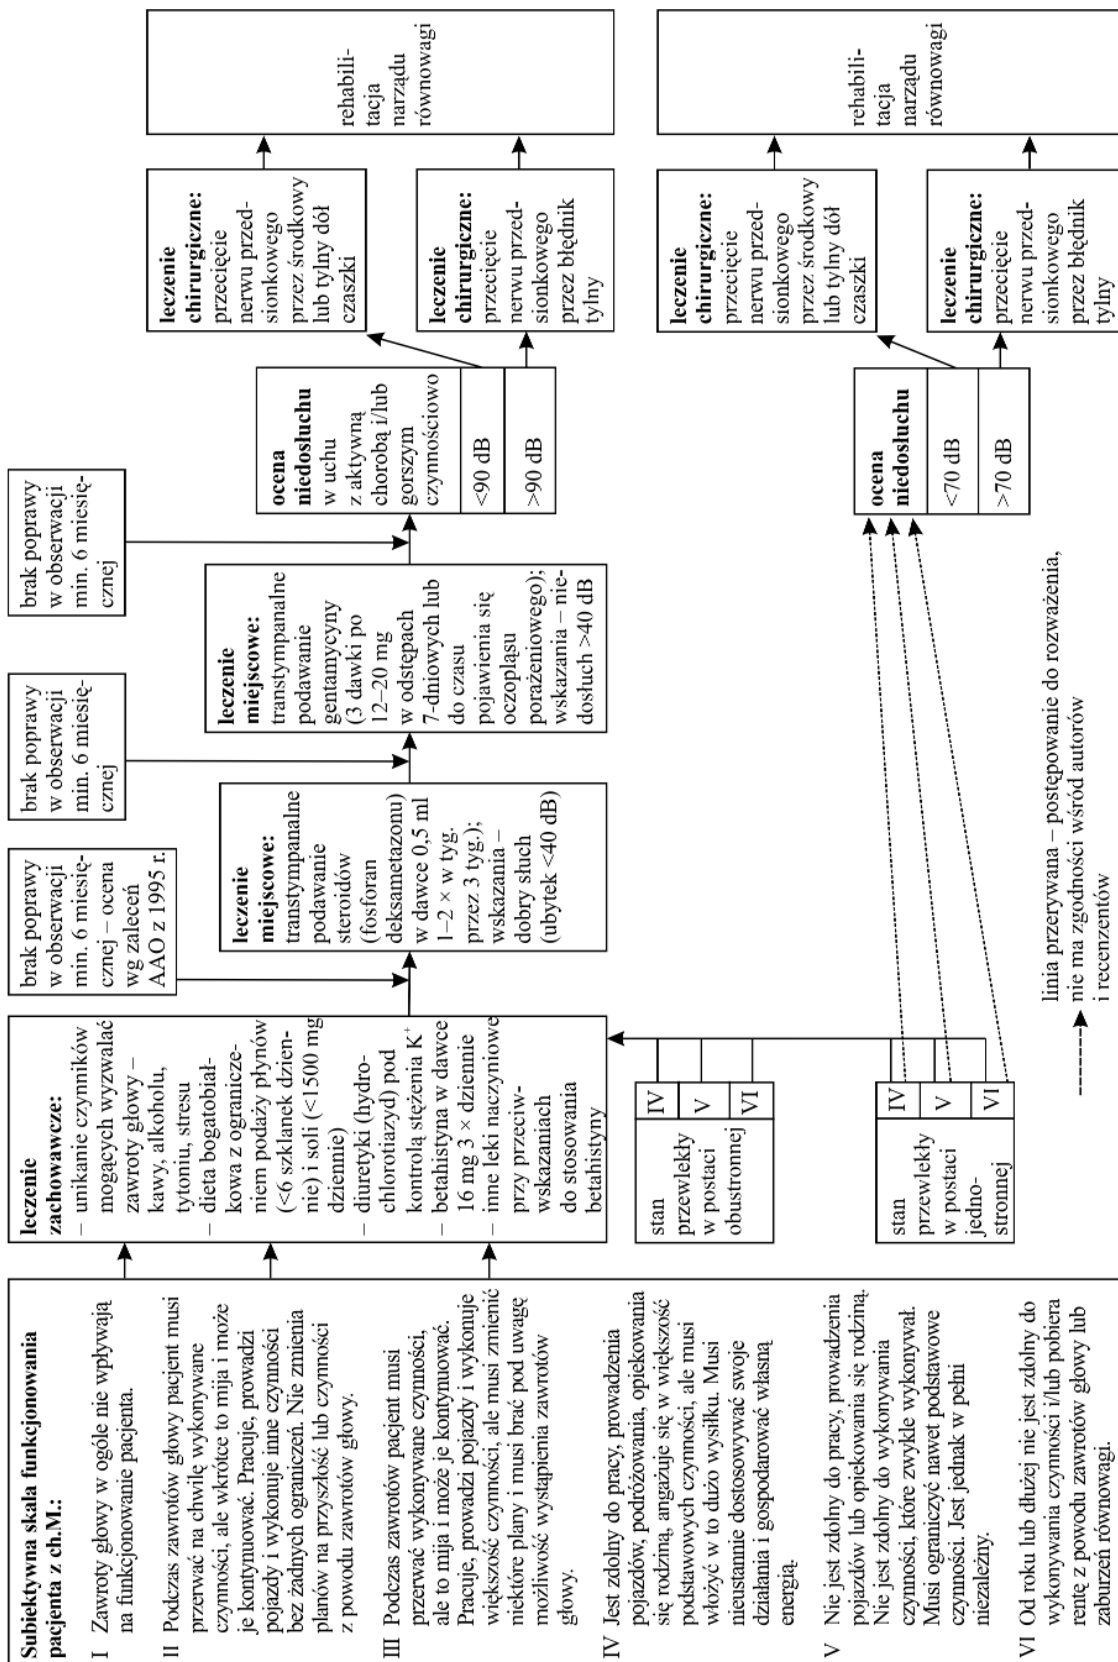 Subiektywna skala funkcjonowania
pacjenta z ch.M.:
I Zawroty głowy w ogóle nie wpływają
na funkcjonowanie pacjenta.
II Podczas zawrotów głowy pacjent musi
przerwać na chwilę wykonywane
czynności, ale wkrótce to mija i może
je kontynuować. Pracuje, prowadzi
pojazdy i wykonuje inne czynności
bez żadnych ograniczeń. Nie zmienia
planów na przyszłość lub czynności
z powodu zawrotów głowy.
III Podczas zawrotów pacjent musi
przerwać wykonywane czynności,
ale to mija i może je kontynuować.
Pracuje, prowadzi pojazdy i wykonuje
większość czynności, ale musi zmienić
niektóre plany i musi brać pod uwagę
możliwość wystąpienia zawrotów
głowy.
IV Jest zdolny do pracy, prowadzenia
pojazdów, podróżowania, opiekowania
się rodziną, angażuje się w większość
podstawowych czynności, ale musi
włożyć w to dużo wysiłku. Musi
nieustannie dostosowywać swoje
działania i gospodarować własną
energią.
V Nie jest zdolny do pracy, prowadzenia
pojazdów lub opiekowania się rodziną.
Nie jest zdolny do wykonywania
czynności, które zwykle wykonywał.
Musi ograniczyć nawet podstawowe
czynności. Jest jednak w pełni
niezależny.
VI Od roku lub dłużej nie jest zdolny do
wykonywania czynności i/lub pobiera
rentę z powodu zawrotów głowy lub
zaburzeń równowagi.
leczenie
zachowawcze:
– unikanie czynników
mogących wyzwalać
zawroty głowy –
kawy, alkoholu,
tytoniu, stresu
– dieta bogatobiał-
kowa z ogranicze-
niem podaży płynów
(<6 szklanek dzien-
nie) i soli (<1500 mg
dziennie)
– diuretyki (hydro-
chlorotiazyd) pod
kontrolą stężenia K+
– betahistyna w dawce
16 mg 3 × dziennie
– inne leki naczyniowe
przy przeciw-
wskazaniach
do stosowania
betahistyny
stan
przewlekły
w postaci
obustronnej
IV
V
VI
stan
przewlekły
w postaci
jedno-
stronnej
IV
V
VI
brak poprawy
w obserwacji
min. 6 miesię-
cznej – ocena
wg zaleceń
AAO z 1995 r.
leczenie
miejscowe:
transtympanalne
podawanie
steroidów
(fosforan
deksametazonu)
w dawce 0,5 ml
1–2 × w tyg.
przez 3 tyg.);
wskazania –
dobry słuch
(ubytek <40 dB)
brak poprawy
w obserwacji
min. 6 miesię-
cznej
leczenie
miejscowe:
transtympanalne
podawanie
gentamycyny
(3 dawki po
12–20 mg
w odstępach
7-dniowych lub
do czasu
pojawienia się
oczopląsu
porażeniowego);
wskazania – nie-
dosłuch >40 dB
brak poprawy
w obserwacji
min. 6 miesię-
cznej
ocena
niedosłuchu
w uchu
z aktywną
chorobą i/lub
gorszym
czynnościowo
<90 dB
>90 dB
leczenie
chirurgiczne:
przecięcie
nerwu przed-
sionkowego
przez środkowy
lub tylny dół
czaszki
leczenie
chirurgiczne:
przecięcie
nerwu przed-
sionkowego
przez błędnik
tylny
rehabili-
tacja
narządu
równowagi
ocena
niedosłuchu
<70 dB
>70 dB
leczenie
chirurgiczne:
przecięcie
nerwu przed-
sionkowego
przez środkowy
lub tylny dół
czaszki
leczenie
chirurgiczne:
przecięcie
nerwu przed-
sionkowego
przez błędnik
tylny
rehabili-
tacja
narządu
równowagi
linia przerywana – postępowanie do rozważenia,
nie ma zgodności wśród autorów
i recenzentów